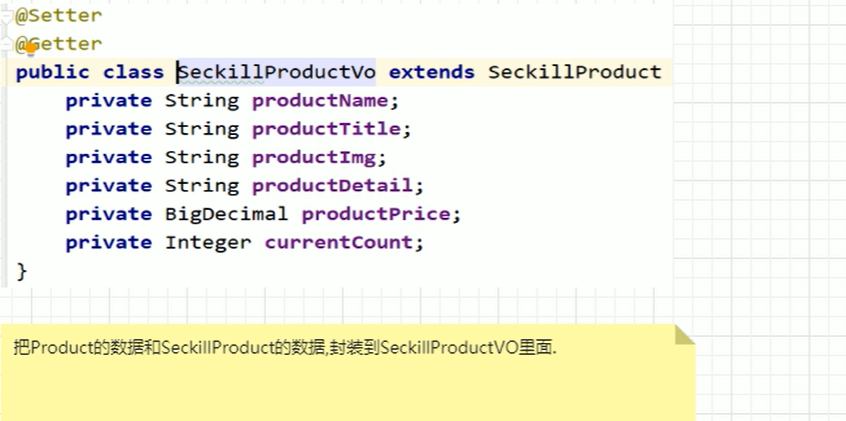 @Setter
@Getter
public class SeckillProductVo extends SeckillProduct
private String productName;
private String productTitle;
private String productImg;
private String productDetail;
private BigDecimal productPrice;
private Integer currentCount;
}
把Product的数据和SeckillProduct的数据,封装到SeckillProductVO里面.